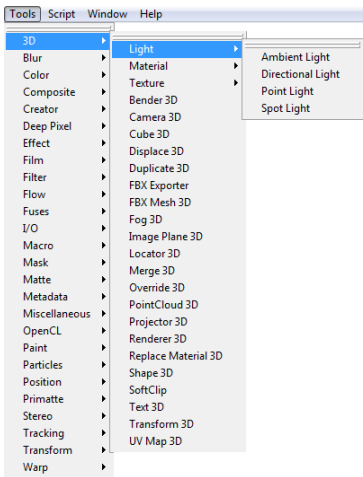 Tools Script Window Help
3D
Blur
Color
Composite
Creator
Deep Pixel
Effect
Film
Filter
Flow
Fuses
I/O
Macro
Mask
Matte
Metadata
Miscellaneous
OpenCL
Paint
Particles
Position
Primatte
Stereo
Tracking
Transform
Warp
Light
Material
Texture
Bender 3D
Camera 3D
Cube 3D
Displace 3D
Duplicate 3D
FBX Exporter
FBX Mesh 3D
Fog 3D
Image Plane 3D
Locator 3D
Merge 3D
Override 3D
PointCloud 3D
Projector 3D
Renderer 3D
Replace Material 3D
Shape 3D
SoftClip
Text 3D
Transform 3D
UV Map 3D
Ambient Light
Directional Light
Point Light
Spot Light